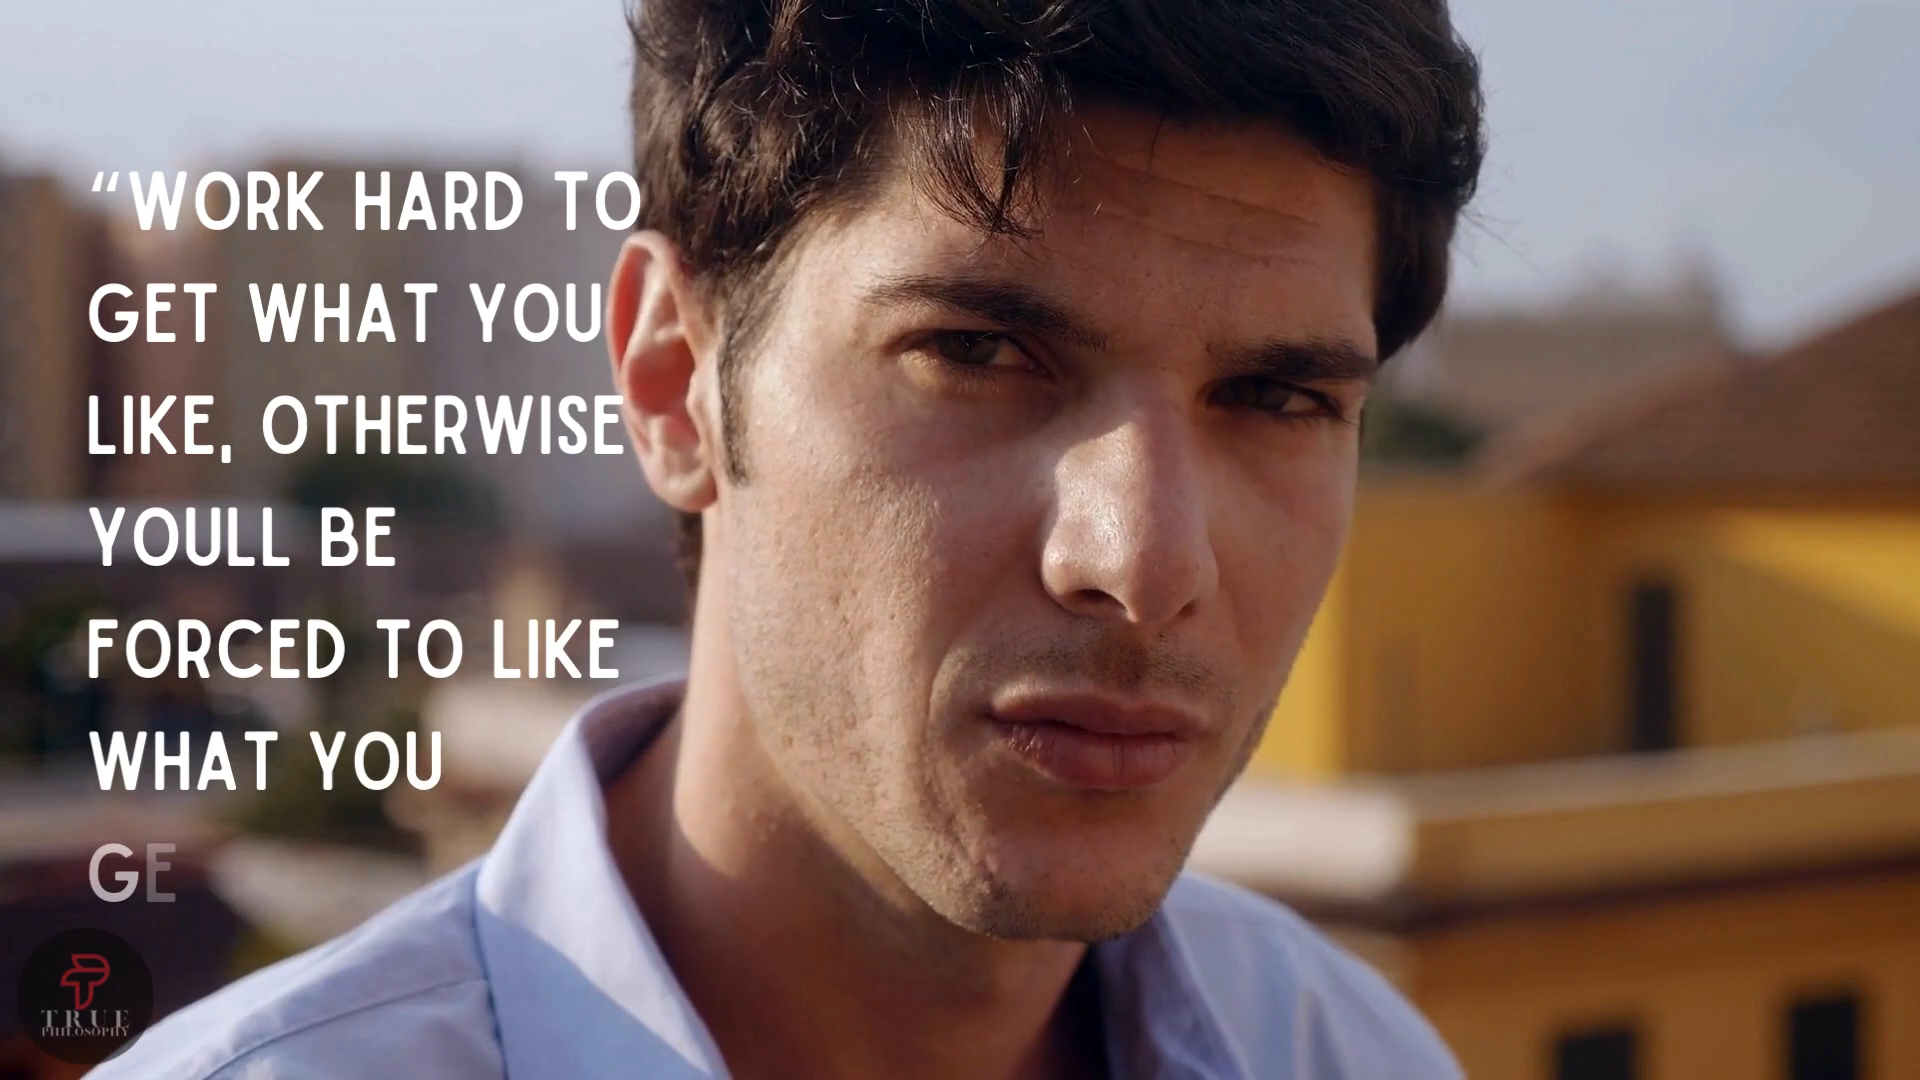 “WORK HARD TO
GET WHAT YOU
LIKE, OTHERWISE
YOULL BE
FORCED TO LIKE
WHAT YOU
GE
TRUE
PHILOSOPHY